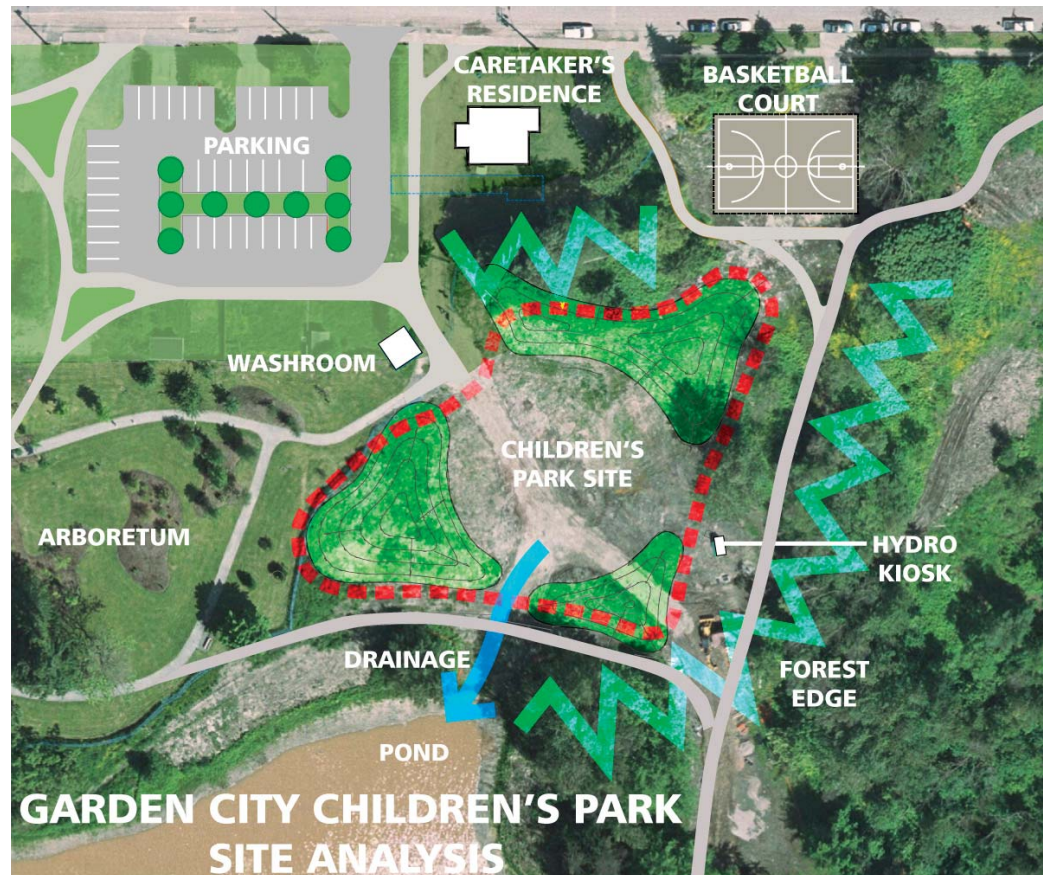 CARETAKER'S
RESIDENCE
BASKETBALL
COURT
PARKING
WASHROOM
CHILDREN'S
PARK SITE
ARBORETUM
HYDRO
KIOSK
DRAINAGE
FOREST
EDGE
POND
GARDEN CITY CHILDREN'S PARK
SITE ANALYSIS